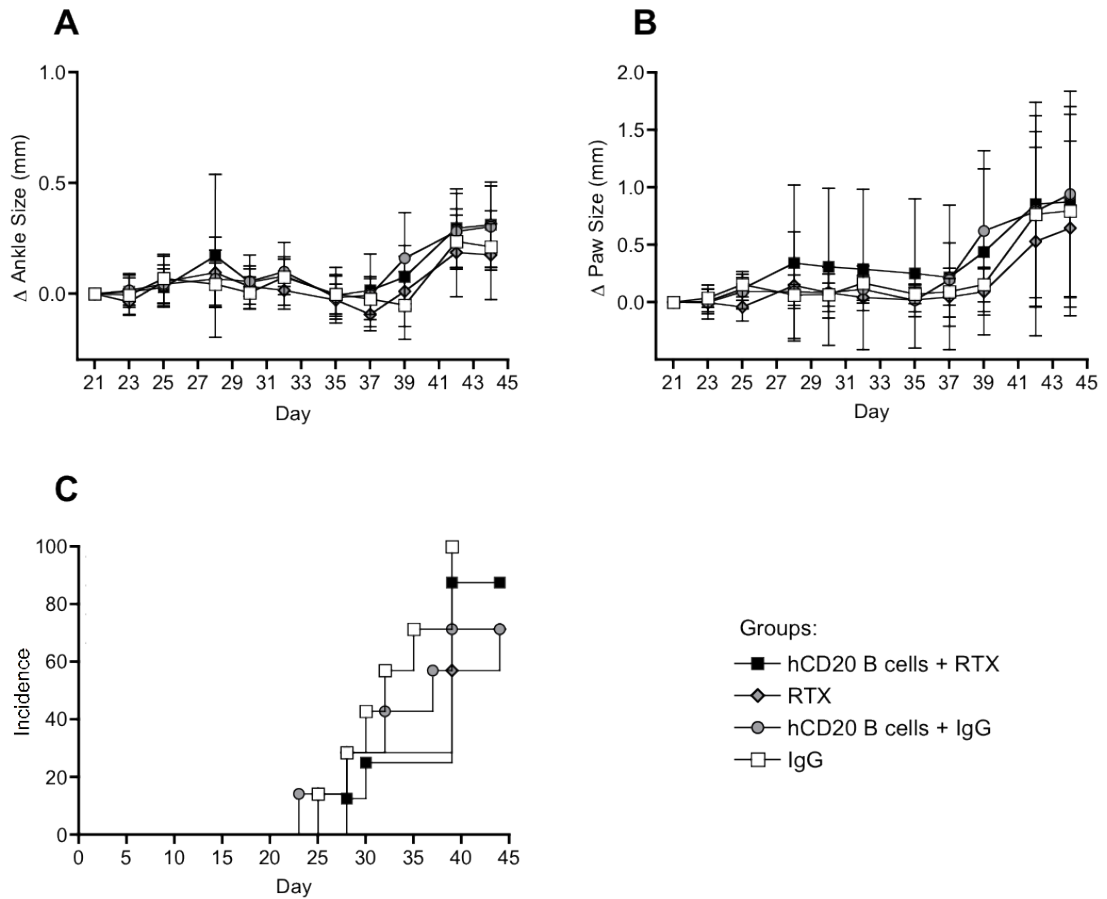 A
1.0
0.5
0.0
Δ Ankle Size (mm)
21 23 25 27 29 31 33 35 37 39 41 43 45
Day
B
2.0
1.5
1.0
0.5
0.0
Δ Paw Size (mm)
21 23 25 27 29 31 33 35 37 39 41 43 45
Day
C
100
80
60
40
20
0
Incidence
0 5 10 15 20 25 30 35 40 45
Day
Groups:
hCD20 B cells + RTX
RTX
hCD20 B cells + IgG
IgG